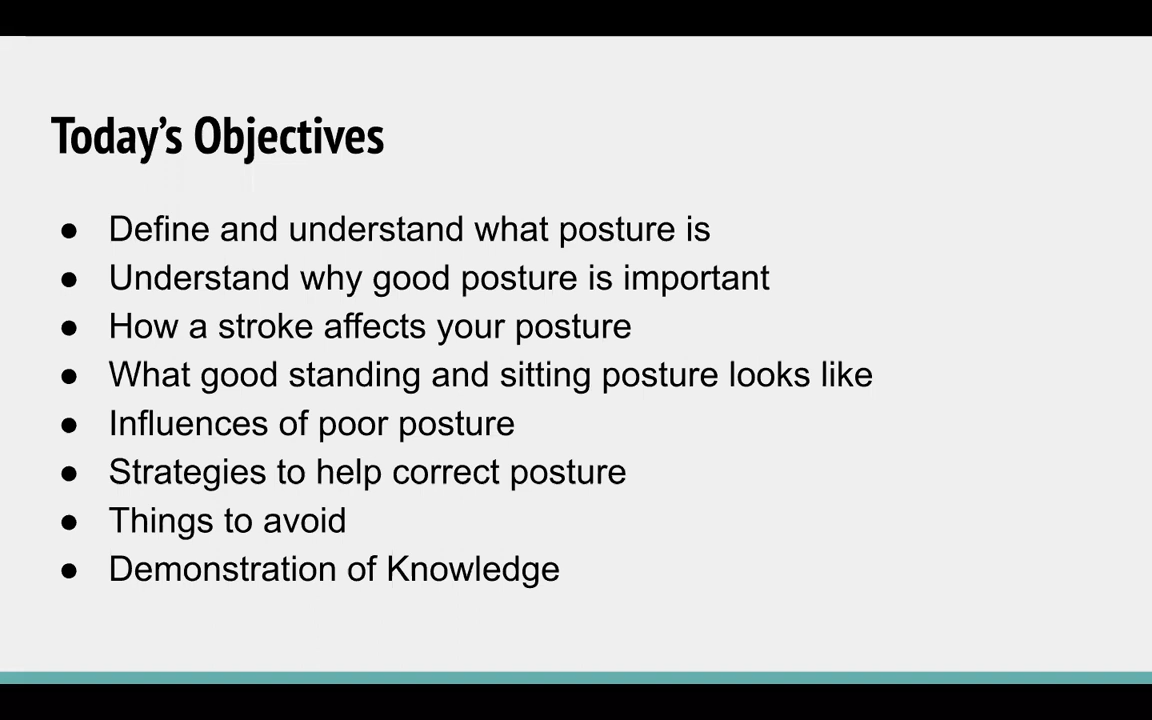 Today's Objectives
● Define and understand what posture is
● Understand why good posture is important
● How a stroke affects your posture
● What good standing and sitting posture looks like
● Influences of poor posture
● Strategies to help correct posture
● Things to avoid
● Demonstration of Knowledge